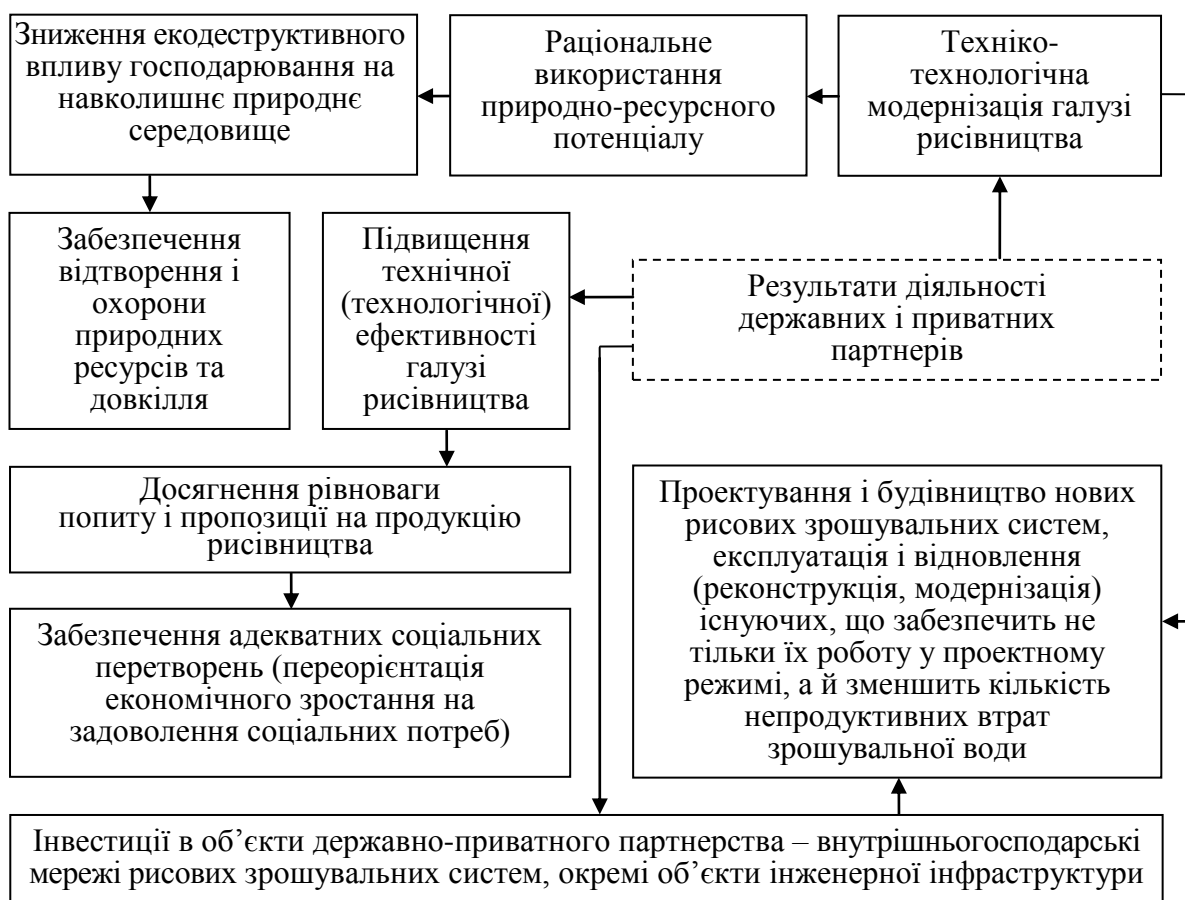 Зниження екодеструктивного
впливу господарювання на
навколишнє природнє
середовище
Раціональне
використання
природно-ресурсного
потенціалу
Техніко-
технологічна
модернізація галузі
рисівництва
Забезпечення
відтворення і
охорони
природних
ресурсів та
довкілля
Підвищення
технічної
(технологічної)
ефективності
галузі
рисівництва
Результати діяльності
державних і приватних
партнерів
Досягнення рівноваги
попиту і пропозиції на продукцію
рисівництва
Проектування і будівництво нових
рисових зрошувальних систем,
експлуатація і відновлення
(реконструкція, модернізація)
існуючих, що забезпечить не
тільки їх роботу у проектному
режимі, а й зменшить кількість
непродуктивних втрат
зрошувальної води
Забезпечення адекватних соціальних
перетворень (переорієнтація
економічного зростання на
задоволення соціальних потреб)
Інвестиції в об’єкти державно-приватного партнерства – внутрішньогосподарські
мережі рисових зрошувальних систем, окремі об’єкти інженерної інфраструктури